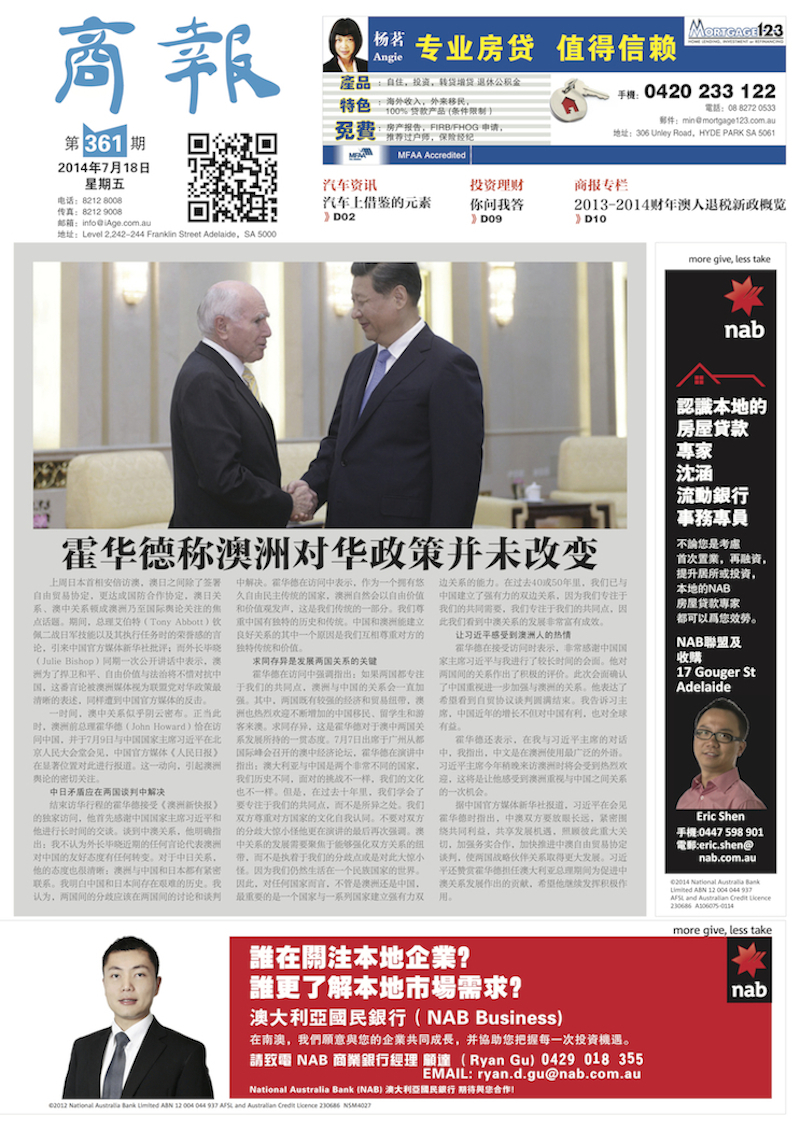 商報
第 361 期
2014年7月18日
星期五
电话：8212 8008
传真：8212 9008
邮箱：info@iAge.com.au
地址：Level 2,242-244 Franklin Street Adelaide，SA 5000
杨茗
Angie
专业房贷 值得信赖
MORTGAGE123
HOME LENDING, INVESTMENT or REFINANCING
產品：自住，投资，转贷增贷 退休公积金
特色：海外收入，外来移民，
100% 贷款产品 (条件限制）
免費：房产报告，FIRB/FHOG 申请，
推荐过户师，保险经纪
手機：0420 233 122
電話：08 8272 0533
郵件：min@mortgage123.com.au
地址：306 Unley Road，HYDE PARK SA 5061
MFAA
MFAA Accredited
汽车资讯
汽车上借鉴的元素
》D02
投资理财
你问我答
》D09
商报专栏
2013-2014财年澳人退税新政概览
》D10
霍华德称澳洲对华政策并未改变
上周日本首相安倍访澳，澳日之间除了签署
自由贸易协定，更达成国防合作协定，澳日关
系、澳中关系顿成澳洲乃至国际舆论关注的焦
点话题。期间，总理艾伯特（Tony Abbott）钦
佩二战日军技能以及其执行任务时的荣誉感的言
论，引来中国官方媒体新华社批评；而外长毕晓
（Julie Bishop）同期一次公开讲话中表示，澳
洲为了捍卫和平、自由价值与法治将不惜对抗中
国，这番言论被澳洲媒体视为联盟党对华政策最
清晰的表述，同样遭到中国官方媒体的反击。
一时间，澳中关系似乎阴云密布。正当此
时，澳洲前总理霍华德（John Howard）恰在访
问中国，并于7月9日与中国国家主席习近平在北
京人民大会堂会见，中国官方媒体《人民日报》
在显著位置对此进行报道。这一动向，引起澳洲
舆论的密切关注。
中日矛盾应在两国谈判中解决
结束访华行程的霍华德接受《澳洲新快报》
的独家访问，他首先感谢中国国家主席习近平和
他进行长时间的交谈。谈到中澳关系，他明确指
出：我不认为外长毕晓近期的任何言论代表澳洲
对中国的友好态度有任何转变。对于中日关系，
他的态度也很清晰：澳洲与中国和日本都有紧密
联系。我明白中国和日本间存在艰难的历史。我
认为，两国间的分歧应该在两国间的讨论和谈判
中解决。霍华德在访问中表示，作为一个拥有悠
久自由民主传统的国家，澳洲自然会以自由价值
和价值观发声，这是我们传统的一部分。我们尊
重中国有独特的历史和传统。中国和澳洲能建立
良好关系的其中一个原因是我们互相尊重对方的
独特传统和价值。
求同存异是发展两国关系的关键
霍华德在访问中强调指出：如果两国都专注
于我们的共同点，澳洲与中国的关系会一直加
强。其中，两国既有较强的经济和贸易纽带，澳
洲也热烈欢迎不断增加的中国移民、留学生和游
客来澳。求同存异，这是霍华德对于澳中两国关
系发展所持的一贯态度。7月7日出席于广州从都
国际峰会召开的澳中经济论坛，霍华德在演讲中
指出：澳大利亚与中国是两个非常不同的国家，
我们历史不同，面对的挑战不一样，我们的文化
也不一样。但是，在过去十年里，我们学会了
要专注于我们的共同点，而不是所异之处。我们
双方尊重对方国家的文化自我认同。不要对双方
的分歧大惊小怪他更在演讲的最后再次强调。澳
中关系的发展需要聚焦于能够强化双方关系的纽
带，而不是执着于我们的分歧点或是对此大惊小
怪。因为我们仍然生活在一个民族国家的世界。
因此，对任何国家而言，不管是澳洲还是中国，
最重要的是一个国家与一系列国家建立强有力双
边关系的能力。在过去40或50年里，我们已与
中国建立了强有力的双边关系，因为我们专注于
我们的共同需要，我们专注于我们的共同点，因
此我们看到中澳关系的发展非常富有成效。
让习近平感受到澳洲人的热情
霍华德在接受访问时表示，非常感谢中国国
家主席习近平与我进行了较长时间的会面。他对
两国间的关系作出了积极的评价。此次会面确认
了中国重视进一步加强与澳洲的关系。他表达了
希望看到自贸协议谈判圆满结束。我告诉习主
席，中国近年的增长不但对中国有利，也对全球
有益。
霍华德还表示，在我与习近平主席的对话
中，我指出，中文是在澳洲使用最广泛的外语。
习近平主席今年稍晚来访澳洲时将会受到热烈欢
迎，这将是让他感受到澳洲重视与中国之间关系
的一次机会。
据中国官方媒体新华社报道，习近平在会见
霍华德时指出，中澳双方要放眼长远，紧密围
绕共同利益，共享发展机遇，照顾彼此重大关
切，加强务实合作，加快推进中澳自由贸易协定
谈判，使两国战略伙伴关系取得更大发展。习近
平还赞赏霍华德担任澳大利亚总理期间为促进中
澳关系发展作出的贡献，希望他继续发挥积极作
用。
more give, less take
nab
認識本地的
房屋貸款
專家
沈涵
流動銀行
事務專員
不論您是考慮
首次置業，再融資，
提升居所或投資，
本地的NAB
房屋貸款專家
都可以爲您效勞。
NAB聯盟及
收購
17 Gouger St
Adelaide
Eric Shen
手機:0447 598 901
電郵:eric.shen@
nab.com.au
©2014 National Australia Bank
Limited ABN 12 004 044 937
AFSL and Australian Credit Licence
230686 A106075-0114
more give, less take
nab
誰在關注本地企業?
誰更了解本地市場需求?
澳大利亞國民銀行（ NAB Business)
在南澳，我們願意與您的企業共同成長，并協助您把握每一次投資機遇。
請致電 NAB 商業銀行經理 顧達 （Ryan Gu) 0429 018 355
EMAIL: ryan.d.gu@nab.com.au
National Australia Bank (NAB) 澳大利亞國民銀行 期待與您合作!
©2012 National Australia Bank Limited ABN 12 004 044 937 AFSL and Australian Credit Licence 230686 NSM4027